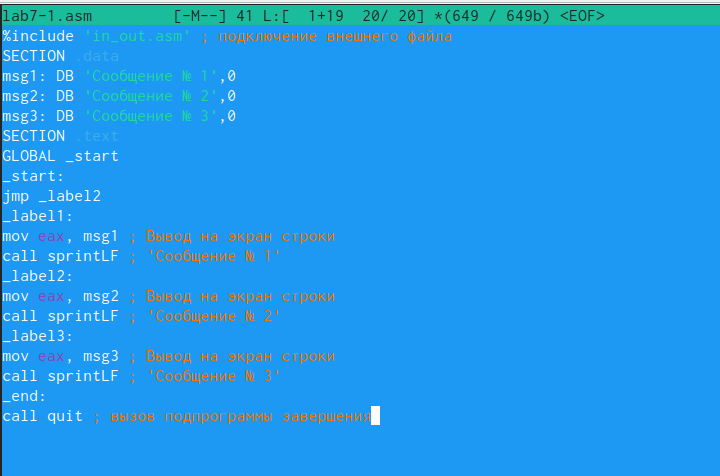 lab7-1.asm [-M--] 41 L:[ 1+19 20/ 20] *(649 / 649b) <EOF>
%include 'in_out.asm' ; подключение внешнего файла
SECTION .data
msg1: DB 'Сообщение № 1',0
msg2: DB 'Сообщение № 2',0
msg3: DB 'Сообщение № 3',0
SECTION .text
GLOBAL _start
_start:
jmp _label2
_label1:
mov eax, msg1 ; Вывод на экран строки
call sprintLF ; 'Сообщение № 1'
_label2:
mov eax, msg2 ; Вывод на экран строки
call sprintLF ; 'Сообщение № 2'
_label3:
mov eax, msg3 ; Вывод на экран строки
call sprintLF ; 'Сообщение № 3'
_end:
call quit ; вызов подпрограммы завершения